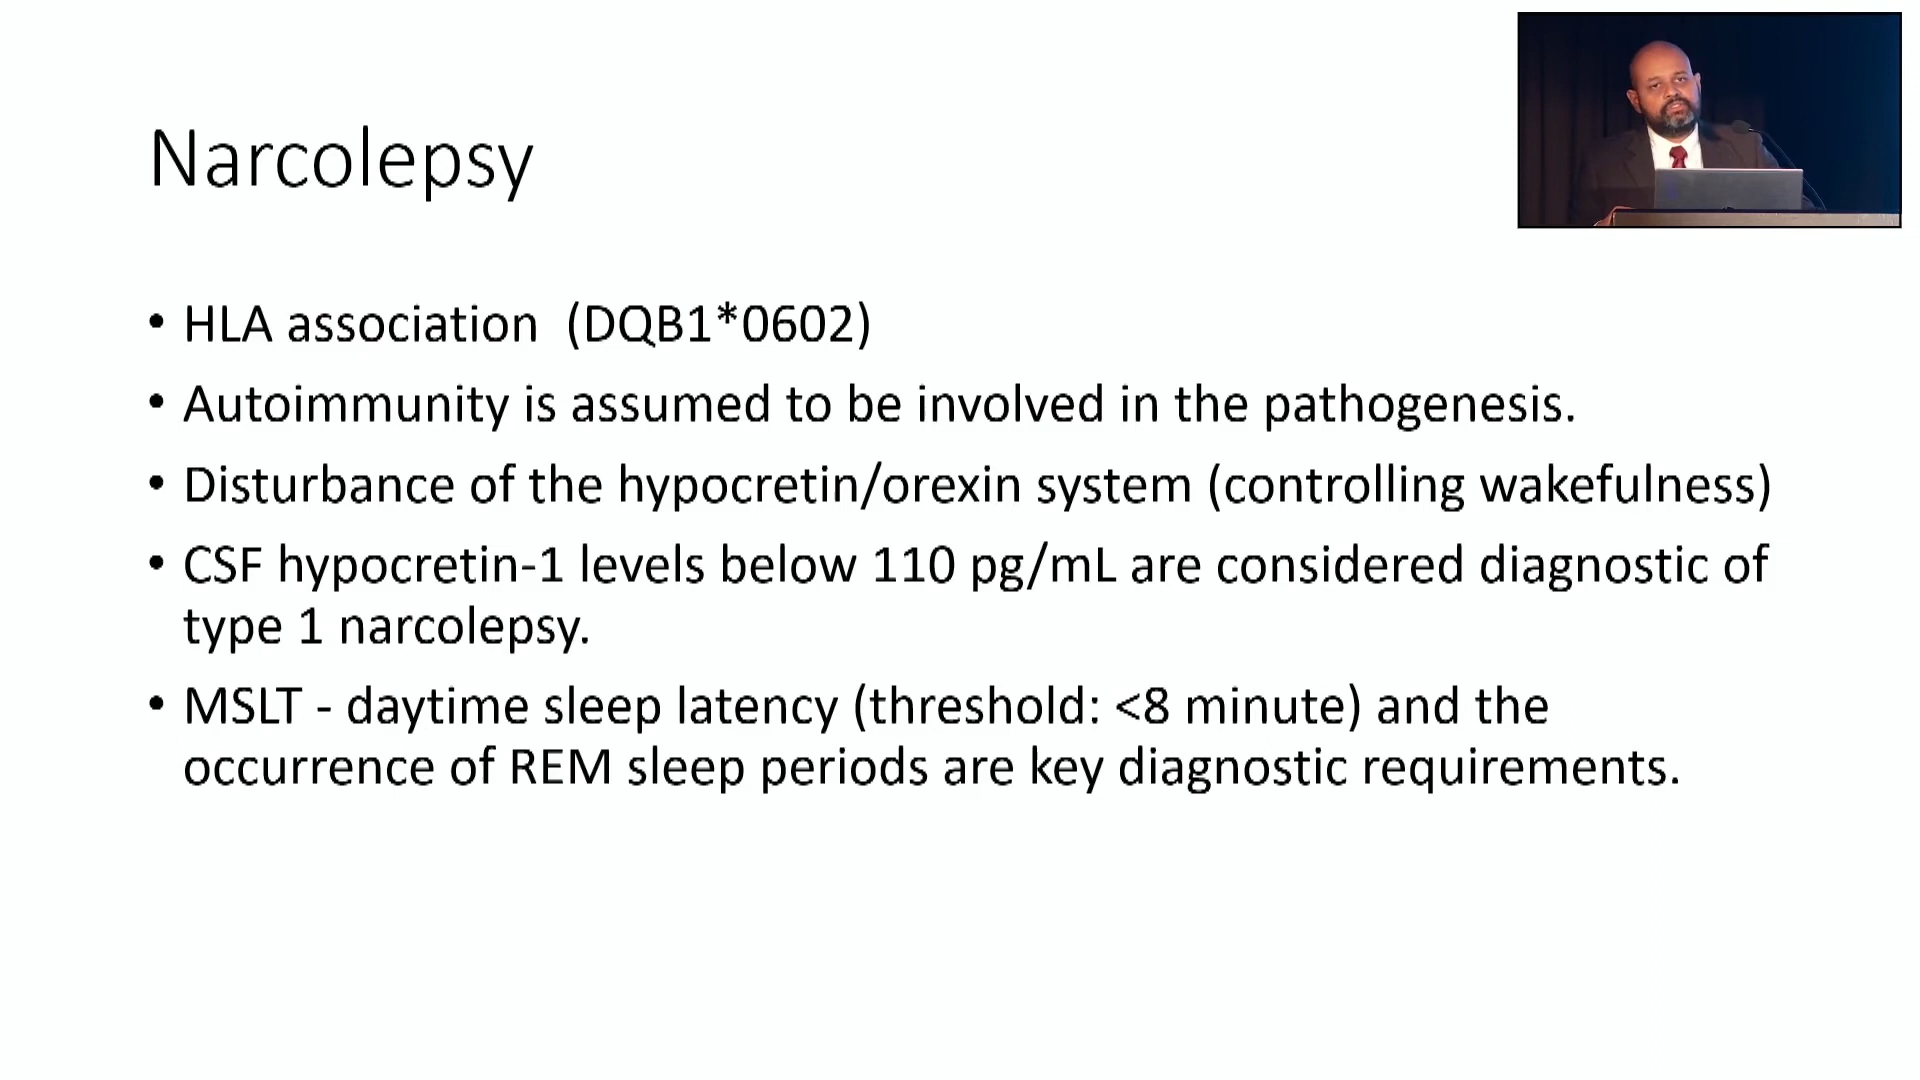 Narcolepsy
• HLA association  (DQB1*0602)
• Autoimmunity is assumed to be involved in the pathogenesis.
• Disturbance of the hypocretin/orexin system (controlling wakefulness)
• CSF hypocretin-1 levels below 110 pg/mL are considered diagnostic of
type 1 narcolepsy.
• MSLT - daytime sleep latency (threshold: <8 minute) and the
occurrence of REM sleep periods are key diagnostic requirements.